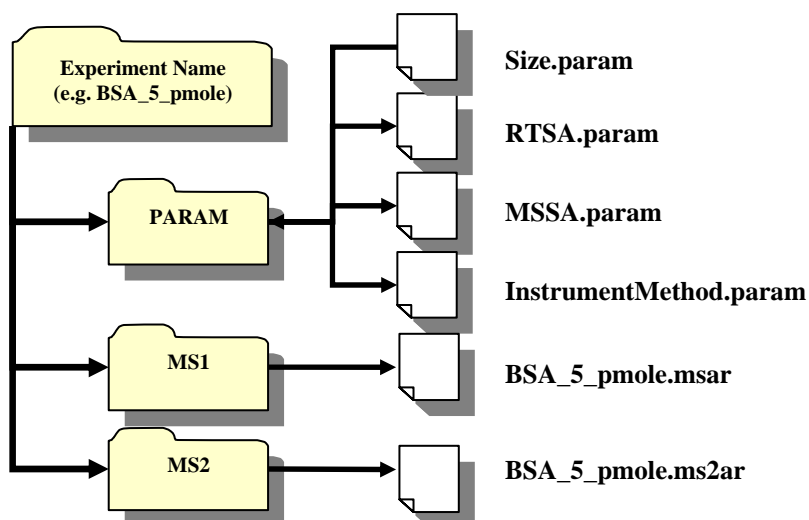 Experiment Name
(e.g. BSA_5_pmole)
Size.param
RTSA.param
PARAM
MSSA.param
InstrumentMethod.param
MS1
BSA_5_pmole.msar
MS2
BSA_5_pmole.ms2ar